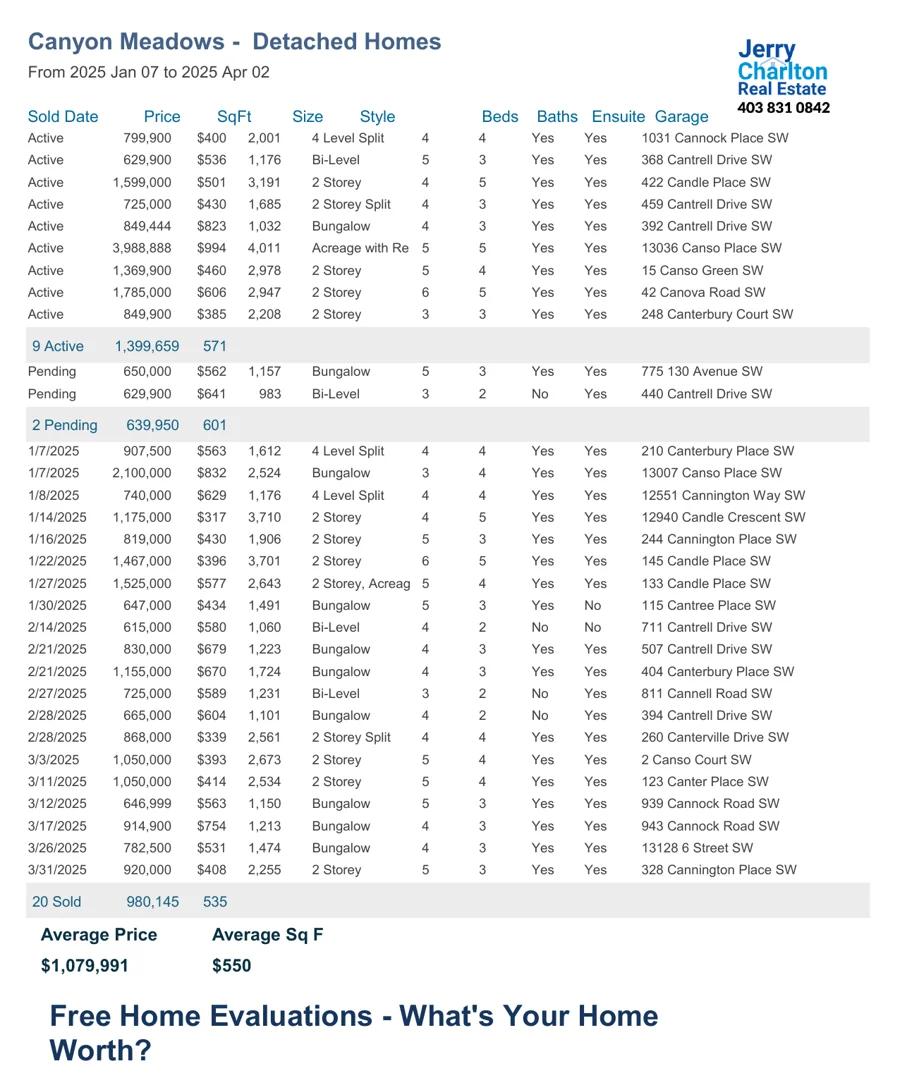 Canyon Meadows - Detached Homes
From 2025 Jan 07 to 2025 Apr 02
Jerry
Charlton
Real Estate
403 831 0842
Sold Date Price SqFt Size Style Beds Baths Ensuite Garage
Active 799,900 $400 2,001 4 Level Split 4 4 Yes Yes 1031 Cannock Place SW
Active 629,900 $536 1,176 Bi-Level 5 3 Yes Yes 368 Cantrell Drive SW
Active 1,599,000 $501 3,191 2 Storey 4 5 Yes Yes 422 Candle Place SW
Active 725,000 $430 1,685 2 Storey Split 4 3 Yes Yes 459 Cantrell Drive SW
Active 849,444 $823 1,032 Bungalow 4 3 Yes Yes 392 Cantrell Drive SW
Active 3,988,888 $994 4,011 Acreage with Re 5 5 Yes Yes 13036 Canso Place SW
Active 1,369,900 $460 2,978 2 Storey 5 4 Yes Yes 15 Canso Green SW
Active 1,785,000 $606 2,947 2 Storey 6 5 Yes Yes 42 Canova Road SW
Active 849,900 $385 2,208 2 Storey 3 3 Yes Yes 248 Canterbury Court SW
9 Active 1,399,659 571
Pending 650,000 $562 1,157 Bungalow 5 3 Yes Yes 775 130 Avenue SW
Pending 629,900 $641 983 Bi-Level 3 2 No Yes 440 Cantrell Drive SW
2 Pending 639,950 601
1/7/2025 907,500 $563 1,612 4 Level Split 4 4 Yes Yes 210 Canterbury Place SW
1/7/2025 2,100,000 $832 2,524 Bungalow 3 4 Yes Yes 13007 Canso Place SW
1/8/2025 740,000 $629 1,176 4 Level Split 4 4 Yes Yes 12551 Cannington Way SW
1/14/2025 1,175,000 $317 3,710 2 Storey 4 5 Yes Yes 12940 Candle Crescent SW
1/16/2025 819,000 $430 1,906 2 Storey 5 3 Yes Yes 244 Cannington Place SW
1/22/2025 1,467,000 $396 3,701 2 Storey 6 5 Yes Yes 145 Candle Place SW
1/27/2025 1,525,000 $577 2,643 2 Storey, Acreag 5 4 Yes Yes 133 Candle Place SW
1/30/2025 647,000 $434 1,491 Bungalow 5 3 Yes No 115 Cantree Place SW
2/14/2025 615,000 $580 1,060 Bi-Level 4 2 No No 711 Cantrell Drive SW
2/21/2025 830,000 $679 1,223 Bungalow 4 3 Yes Yes 507 Cantrell Drive SW
2/21/2025 1,155,000 $670 1,724 Bungalow 4 3 Yes Yes 404 Canterbury Place SW
2/27/2025 725,000 $589 1,231 Bi-Level 3 2 No Yes 811 Cannell Road SW
2/28/2025 665,000 $604 1,101 Bungalow 4 2 No Yes 394 Cantrell Drive SW
2/28/2025 868,000 $339 2,561 2 Storey Split 4 4 Yes Yes 260 Canterville Drive SW
3/3/2025 1,050,000 $393 2,673 2 Storey 5 4 Yes Yes 2 Canso Court SW
3/11/2025 1,050,000 $414 2,534 2 Storey 5 4 Yes Yes 123 Canter Place SW
3/12/2025 646,999 $563 1,150 Bungalow 5 3 Yes Yes 939 Cannock Road SW
3/17/2025 914,900 $754 1,213 Bungalow 4 3 Yes Yes 943 Cannock Road SW
3/26/2025 782,500 $531 1,474 Bungalow 4 3 Yes Yes 13128 6 Street SW
3/31/2025 920,000 $408 2,255 2 Storey 5 3 Yes Yes 328 Cannington Place SW
20 Sold 980,145 535
Average Price Average Sq F
$1,079,991 $550
Free Home Evaluations - What's Your Home
Worth?